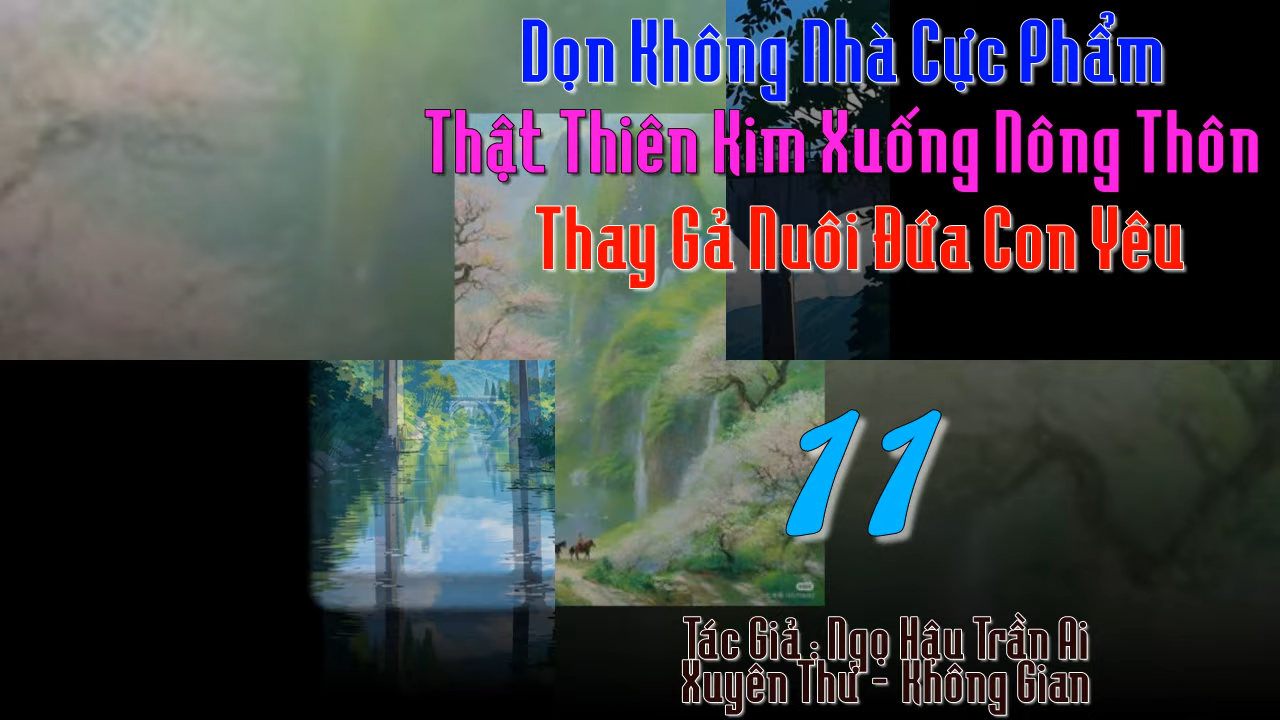 Dọn Không Nhà Cực Phẩm
Thật Thiên Kim Xuống Nông Thôn
Thay Gả Nuôi Đứa Con Yêu
11
Tác Giả : Ngọ Hậu Trần Ai
Xuyên Thư - Không Gian